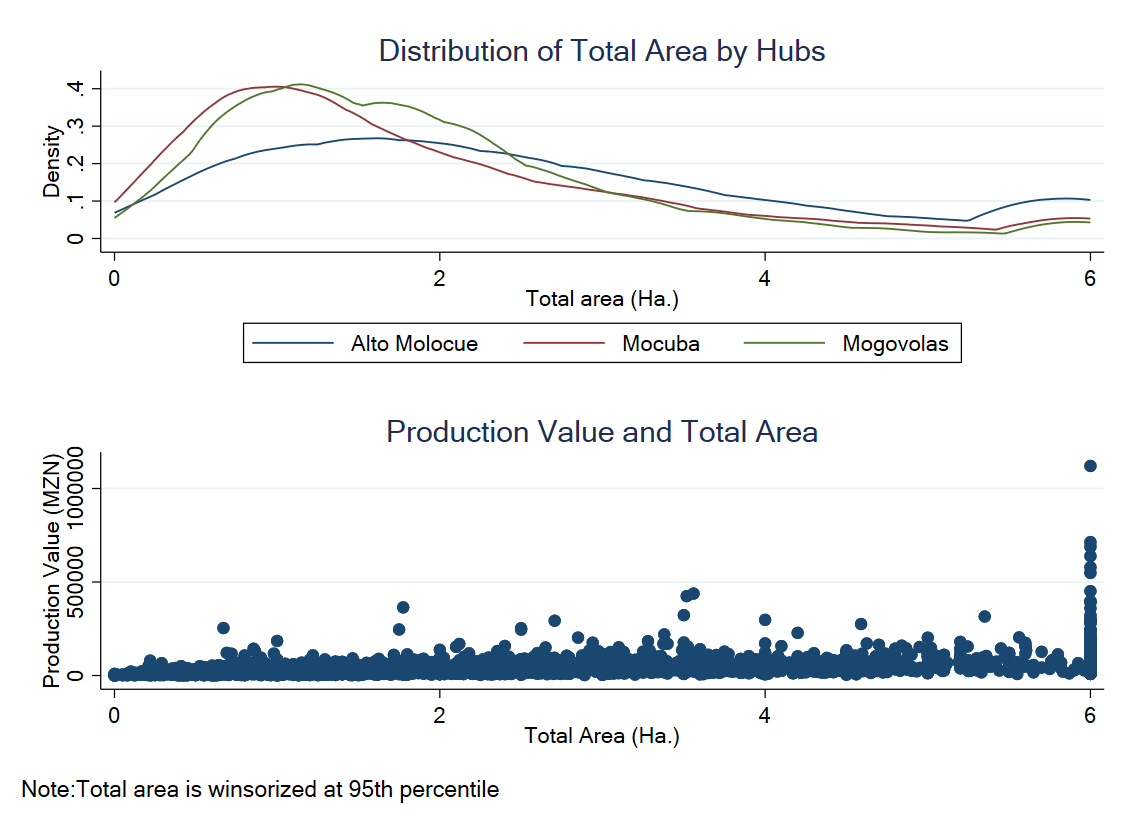 Distribution of Total Area by Hubs
Density
.4
.3
.2
.1
0
0 2 4 6
Total area (Ha.)
Alto Molocue Mocuba Mogovolas
Production Value and Total Area
Production Value (MZN)
1000000
500000
0
0 2 4 6
Total Area (Ha.)
Note:Total area is winsorized at 95th percentile